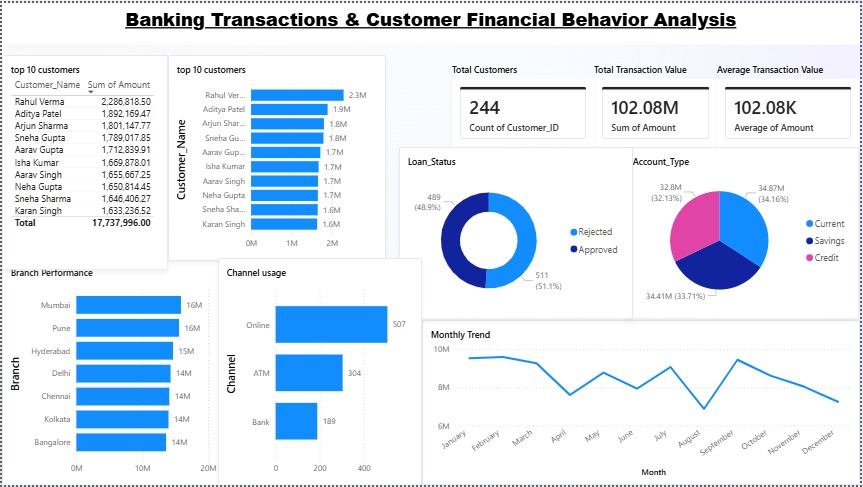 Banking Transactions & Customer Financial Behavior Analysis
top 10 customers
Customer_Name Sum of Amount
Rahul Verma 2,286,818.50
Aditya Patel 1,892,169.47
Arjun Sharma 1,801,147.77
Sneha Gupta 1,789,017.85
Aarav Gupta 1,712,839.91
Isha Kumar 1,669,878.01
Aarav Singh 1,655,667.25
Neha Gupta 1,650,814.45
Sneha Sharma 1,646,406.27
Karan Singh 1,633,236.52
Total 17,737,996.00
top 10 customers
Customer_Name
Rahul Ver... 2.3M
Aditya Patel 1.9M
Arjun Shar... 1.8M
Sneha Gu... 1.8M
Aarav Gup... 1.7M
Isha Kumar 1.7M
Aarav Singh 1.7M
Neha Gupta 1.7M
Sneha Sha... 1.6M
Karan Singh 1.6M
0M 1M 2M
Total Customers
244
Count of Customer_ID
Total Transaction Value
102.08M
Sum of Amount
Average Transaction Value
102.08K
Average of Amount
Loan_Status
489
(48.9%)
511
(51.1%)
Rejected
Approved
Account_Type
32.8M
(32.13%)
34.87M
(34.16%)
34.41M (33.71%)
Current
Savings
Credit
Branch Performance
Branch
Mumbai 16M
Pune 16M
Hyderabad 15M
Delhi 14M
Chennai 14M
Kolkata 14M
Bangalore 14M
0M 10M 20M
Channel usage
Channel
Online 507
ATM 304
Bank 189
0 200 400
Monthly Trend
10M
8M
6M
January February March April May June July August September October November December
Month